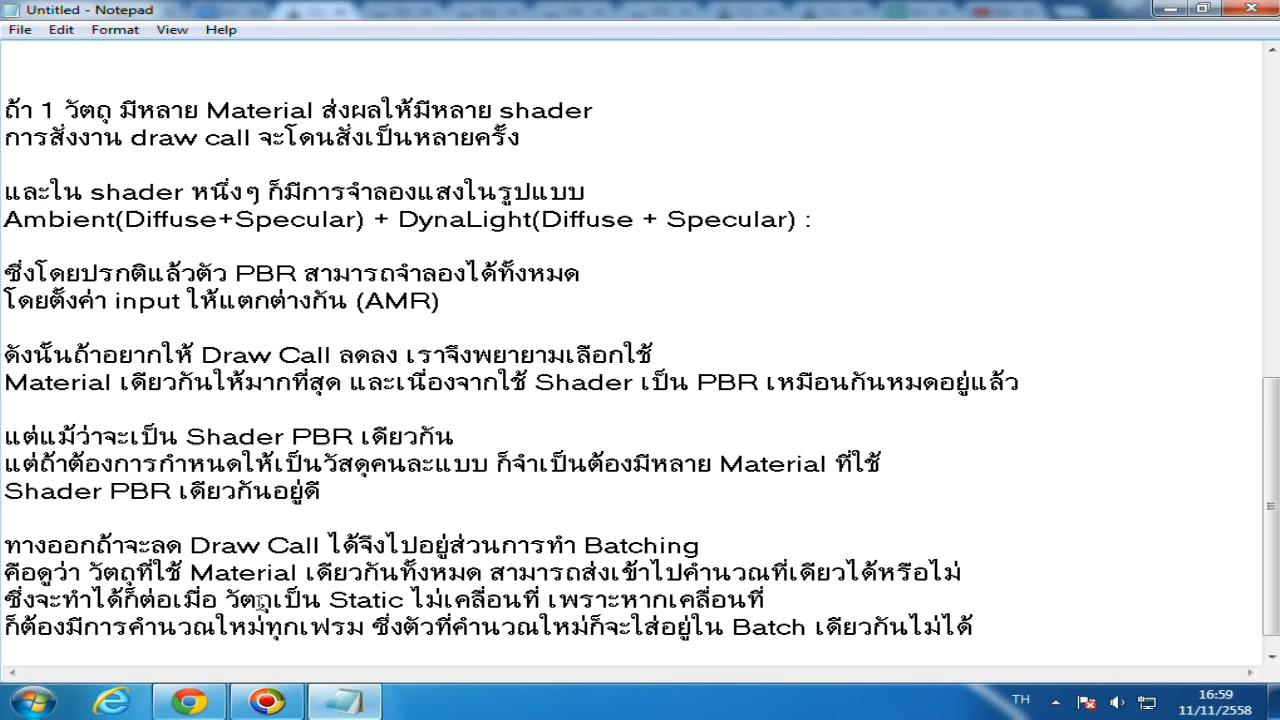 Untitled - Notepad
File Edit Format View Help
ถ้า 1 วัตถุ มีหลาย Material ส่งผลให้มีหลาย shader
การสั่งงาน draw call จะโดนสั่งเป็นหลายครั้ง
และใน shader หนึ่งๆ ก็มีการจำลองแสงในรูปแบบ
Ambient(Diffuse+Specular) + DynaLight(Diffuse + Specular) :
ซึ่งโดยปรกติแล้วตัว PBR สามารถจำลองได้ทั้งหมด
โดยตั้งค่า input ให้แตกต่างกัน (AMR)
ดังนั้นถ้าอยากให้ Draw Call ลดลง เราจึงพยายามเลือกใช้
Material เดียวกันให้มากที่สุด และเนื่องจากใช้ Shader เป็น PBR เหมือนกันหมดอยู่แล้ว
แต่แม้ว่าจะเป็น Shader PBR เดียวกัน
แต่ถ้าต้องการกำหนดให้เป็นวัสดุคนละแบบ ก็จำเป็นต้องมีหลาย Material ที่ใช้
Shader PBR เดียวกันอยู่ดี
ทางออกถ้าจะลด Draw Call ได้จึงไปอยู่ส่วนการทำ Batching
คือดูว่า วัตถุที่ใช้ Material เดียวกันทั้งหมด สามารถส่งเข้าไปคำนวณที่เดียวได้หรือไม่
ซึ่งจะทำได้ก็ต่อเมื่อ วัตถุเป็น Static ไม่เคลื่อนที่ เพราะหากเคลื่อนที่
ก็ต้องมีการคำนวณใหม่ทุกเฟรม ซึ่งตัวที่คำนวณใหม่ก็จะใส่อยู่ใน Batch เดียวกันไม่ได้
TH
16:59
11/11/2558